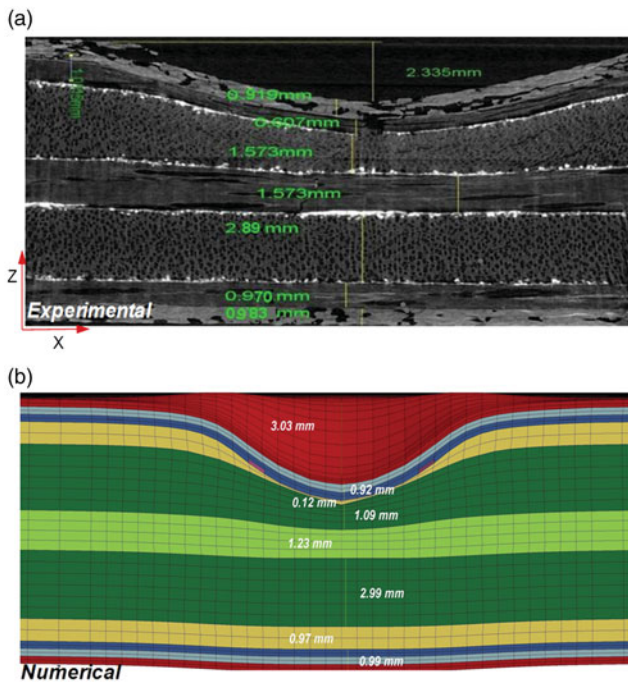 (a)
2.335mm
0.919mm
0.607mm
1.573mm
1.573mm
2.89 mm
Z
0.970mm
Experimental
0.983 mm
X
(b)
3.03 mm
0.92 mm
0.12 mm
1.09 mm
1.23 mm
2.99 mm
0.97 mm
0.99 mm
Numerical